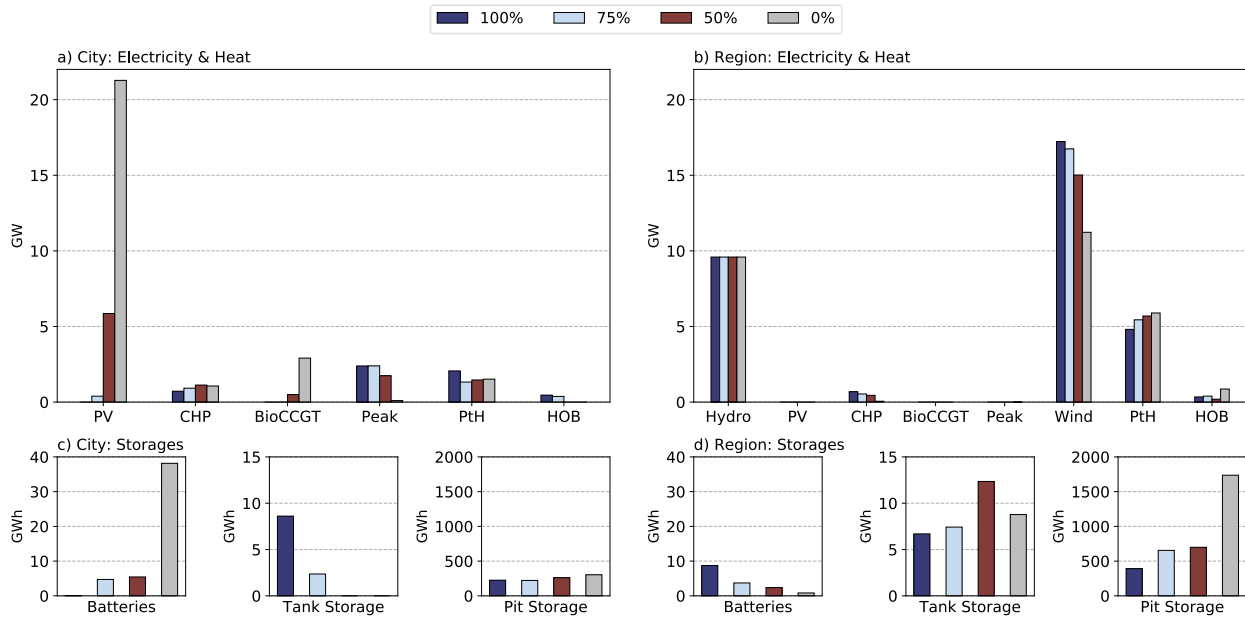 100% 75% 50% 0%
a) City: Electricity & Heat
GW
20
15
10
5
0
PV CHP BioCCGT Peak PtH HOB
b) Region: Electricity & Heat
GW
20
15
10
5
0
Hydro PV CHP BioCCGT Peak Wind PtH HOB
c) City: Storages
GWh
40
30
20
10
0
Batteries
GWh
15
10
5
0
Tank Storage
GWh
2000
1500
1000
500
0
Pit Storage
d) Region: Storages
GWh
40
30
20
10
0
Batteries
GWh
15
10
5
0
Tank Storage
GWh
2000
1500
1000
500
0
Pit Storage